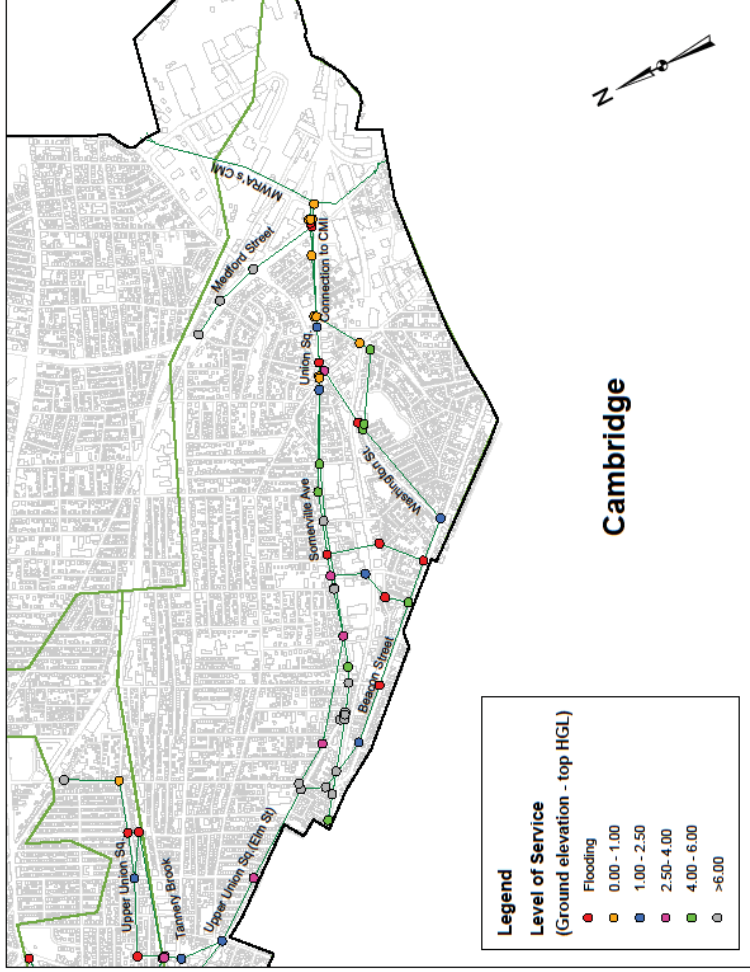 N
MWRA's CMI
Medford Street
Connection to CMI
Union Sq
Somerville Ave
Washington St.
Beacon Street
Upper Union Sq.
Tannery Brook
Upper Union Sq.(Elm St)
Cambridge
Legend
Level of Service
(Ground elevation - top HGL)
Flooding
0.00 - 1.00
1.00 - 2.50
2.50-4.00
4.00 - 6.00
>6.00